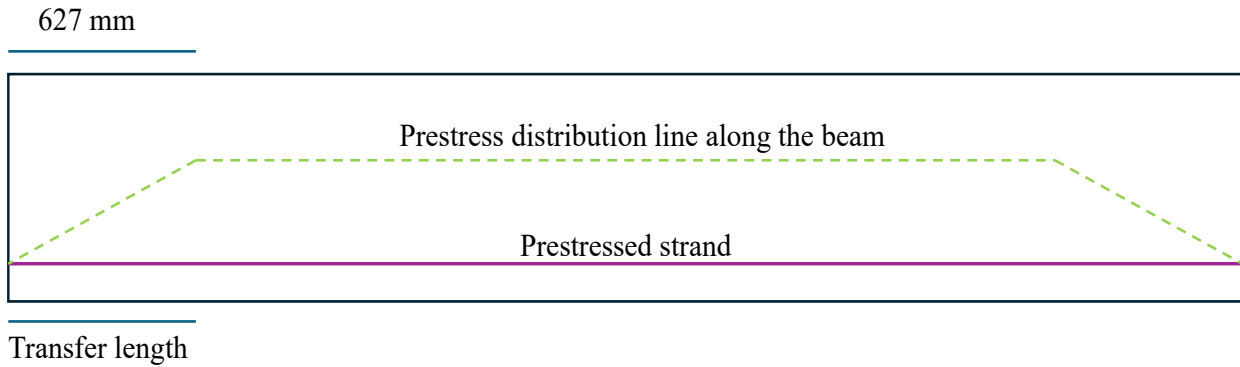 627 mm
Prestress distribution line along the beam
Prestressed strand
Transfer length